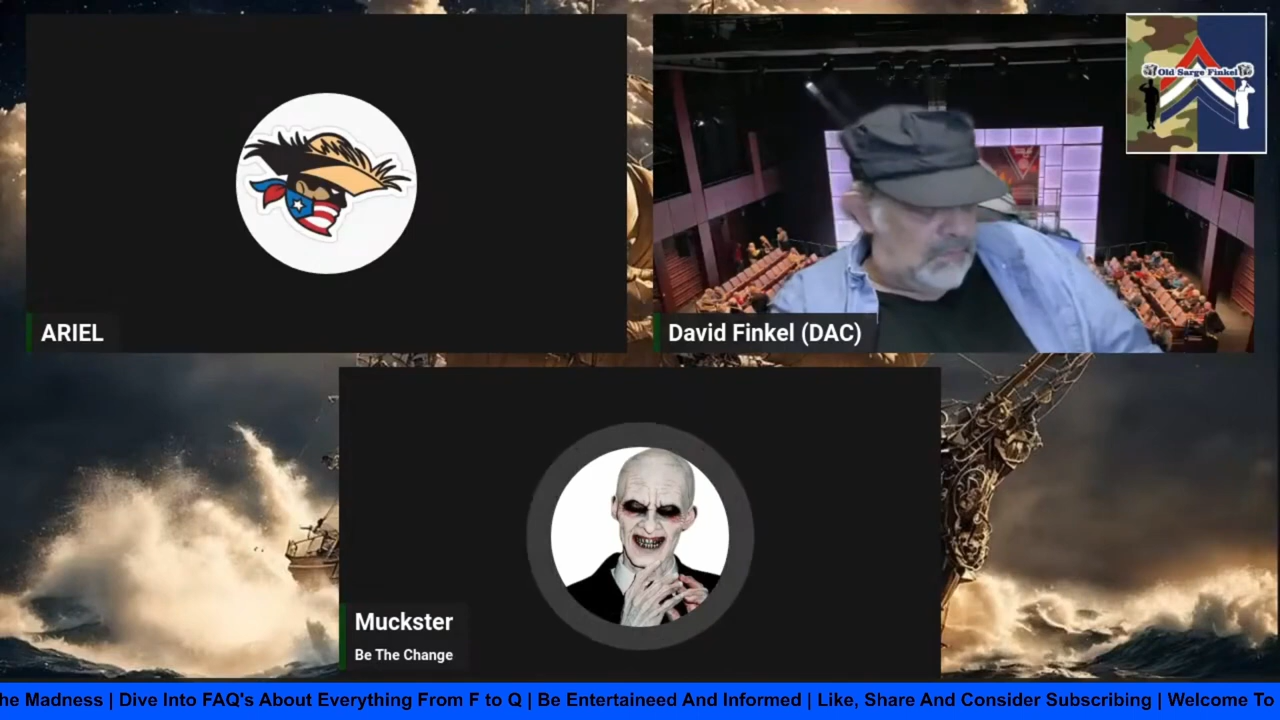 Old Sarge Finkel
ARIEL
David Finkel (DAC)
Muckster
Be The Change
he Madness | Dive Into FAQ's About Everything From F to Q | Be Entertaineed And Informed | Like, Share And Consider Subscribing | Welcome To